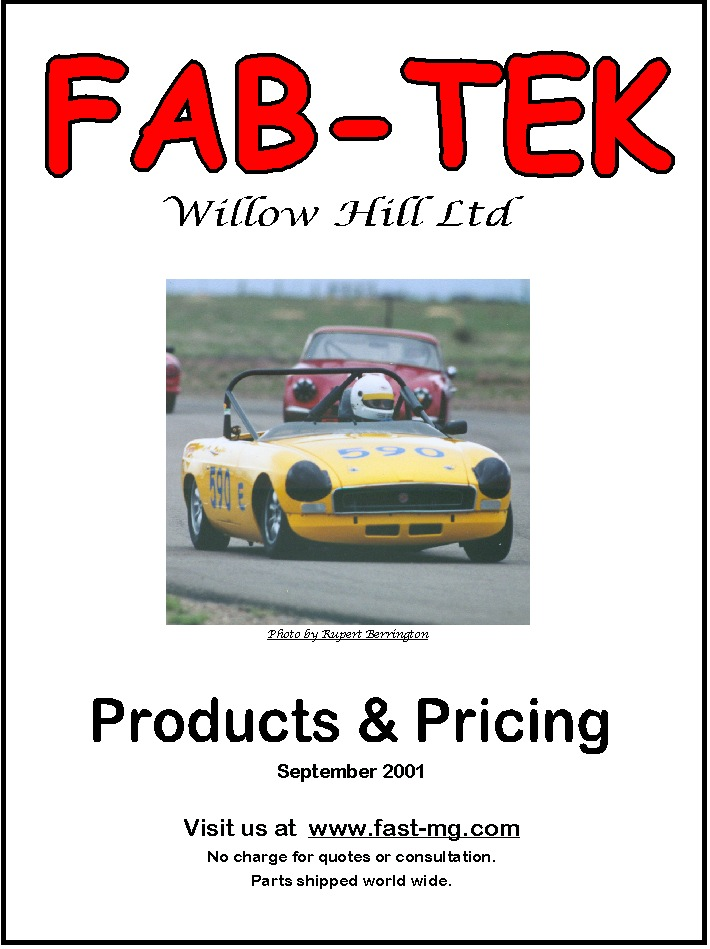 FAB-TEK
Willow Hill Ltd
590
590 E
Photo by Rupert Berrington
Products & Pricing
September 2001
Visit us at www.fast-mg.com
No charge for quotes or consultation.
Parts shipped world wide.